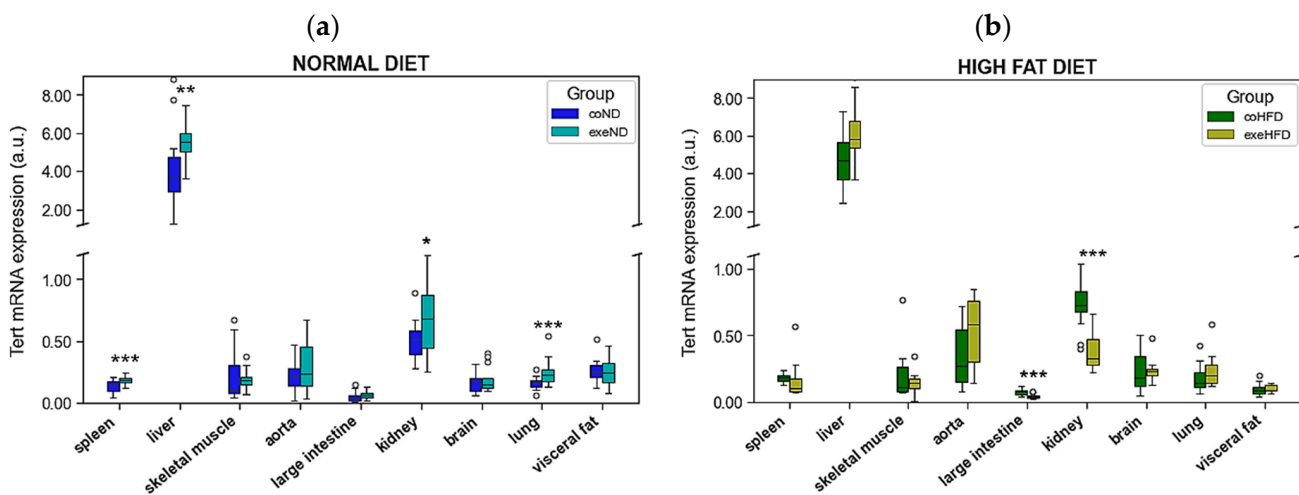 (a)
NORMAL DIET
Tert mRNA expression (a.u.)
8.00
6.00
4.00
2.00
1.00
0.50
0.00
Group
coND
exeND
**
*
***
***
spleen
liver
skeletal muscle
aorta
large intestine
kidney
brain
lung
visceral fat
(b)
HIGH FAT DIET
Tert mRNA expression (a.u.)
8.00
6.00
4.00
2.00
1.00
0.50
0.00
Group
coHFD
exeHFD
***
***
spleen
liver
skeletal muscle
aorta
large intestine
kidney
brain
lung
visceral fat